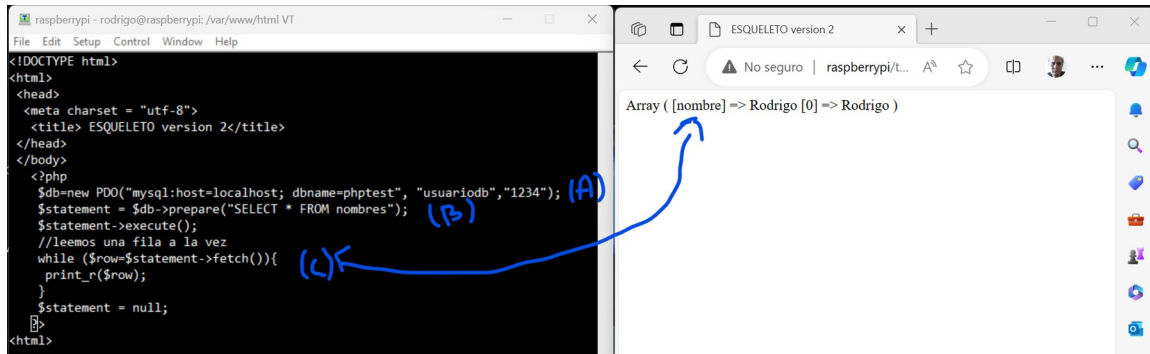 raspberrypi - rodrigo@raspberrypi: /var/www/html VT
File Edit Setup Control Window Help
<!DOCTYPE html>
<html>
<head>
<meta charset = "utf-8">
<title> ESQUELETO version 2</title>
</head>
</body>
<?php
$db=new PDO("mysql:host=localhost; dbname=phptest", "usuariodb","1234"); (A)
$statement = $db->prepare("SELECT * FROM nombres"); (B)
$statement->execute();
//leemos una fila a la vez
while ($row=$statement->fetch()){ (C)
print_r($row);
}
$statement = null;
?>
<html>
ESQUELETO version 2
No seguro | raspberrypi/t...
Array ( [nombre] => Rodrigo [0] => Rodrigo )